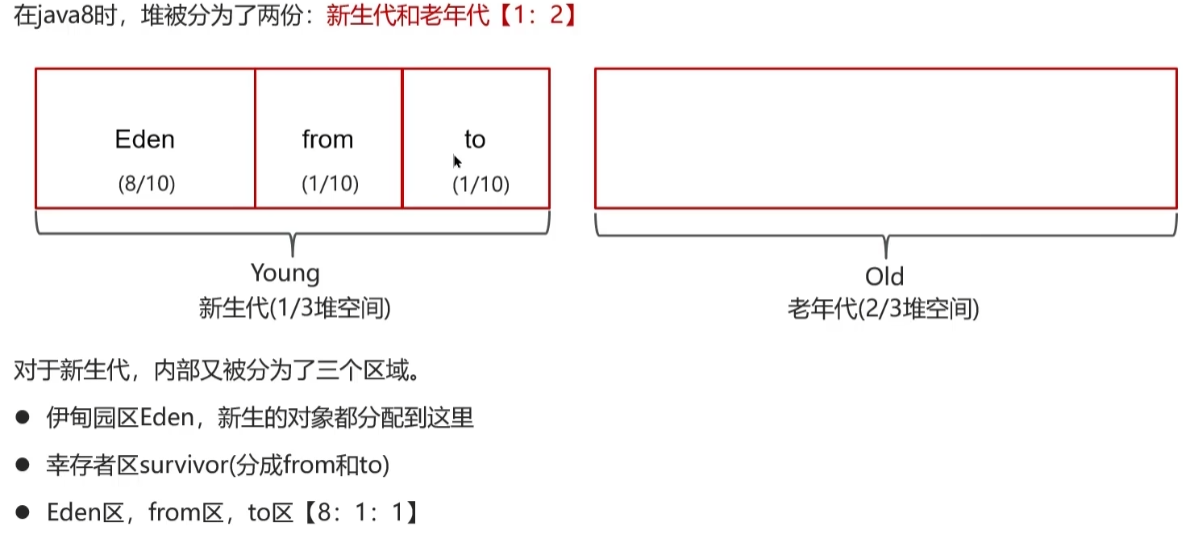 在java8时，堆被分为了两份：新生代和老年代【1：2】
Eden
from
to
(8/10)
(1/10)
(1/10)
Young
新生代(1/3堆空间)
Old
老年代(2/3堆空间)
对于新生代，内部又被分为了三个区域。
● 伊甸园区Eden，新生的对象都分配到这里
● 幸存者区survivor(分成from和to)
● Eden区，from区，to区【8：1：1】